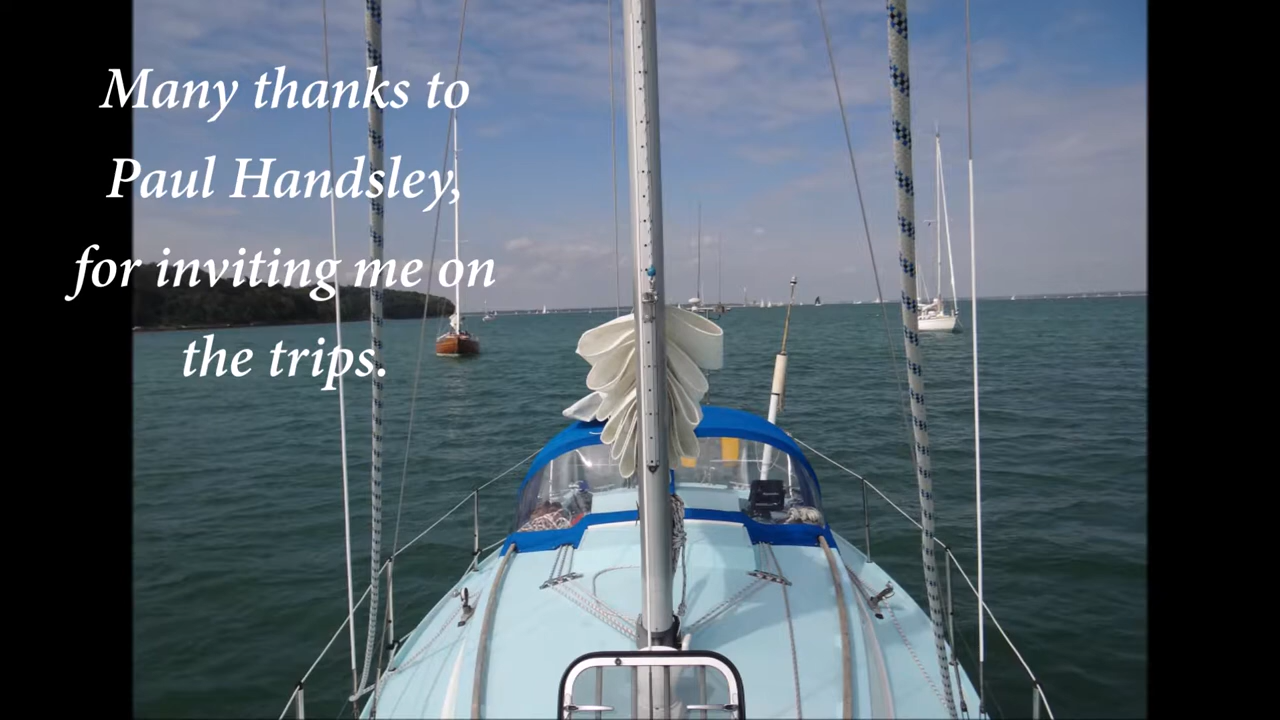 Many thanks to
Paul Handsley,
for inviting me on
the trips.